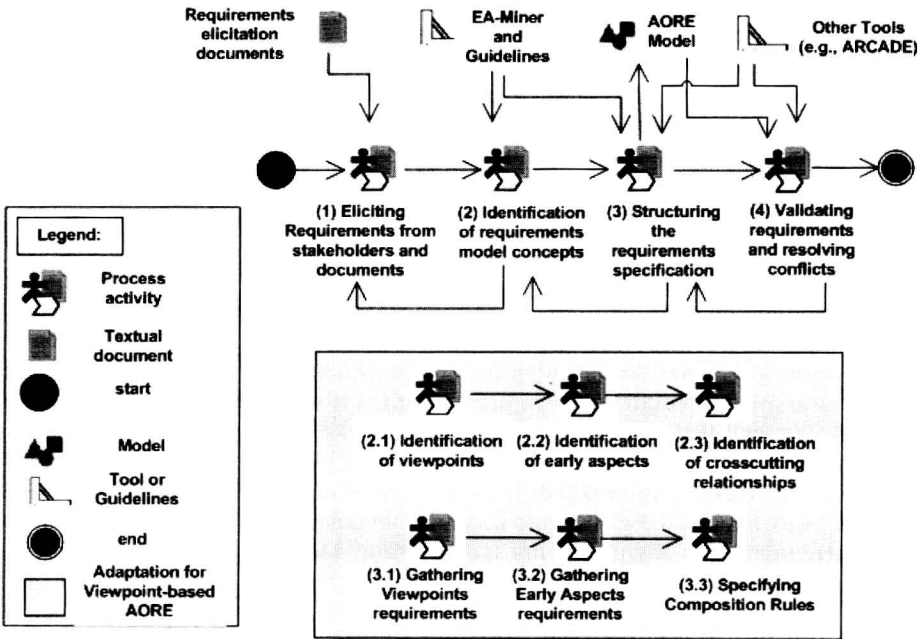 Requirements
elicitation
documents
EA-Miner
and
Guidelines
AORE
Model
Other Tools
(e.g., ARCADE)
(1) Eliciting
Requirements from
stakeholders and
documents
(2) Identification
of requirements
model concepts
(3) Structuring
the
requirements
specification
(4) Validating
requirements
and resolving
conflicts
Legend:
Process
activity
Textual
document
start
Model
Tool or
Guidelines
end
Adaptation for
Viewpoint-based
AORE
(2.1) Identification
of viewpoints
(2.2) Identification
of early aspects
(2.3) Identification
of crosscutting
relationships
(3.1) Gathering
Viewpoints
requirements
(3.2) Gathering
Early Aspects
requirements
(3.3) Specifying
Composition Rules